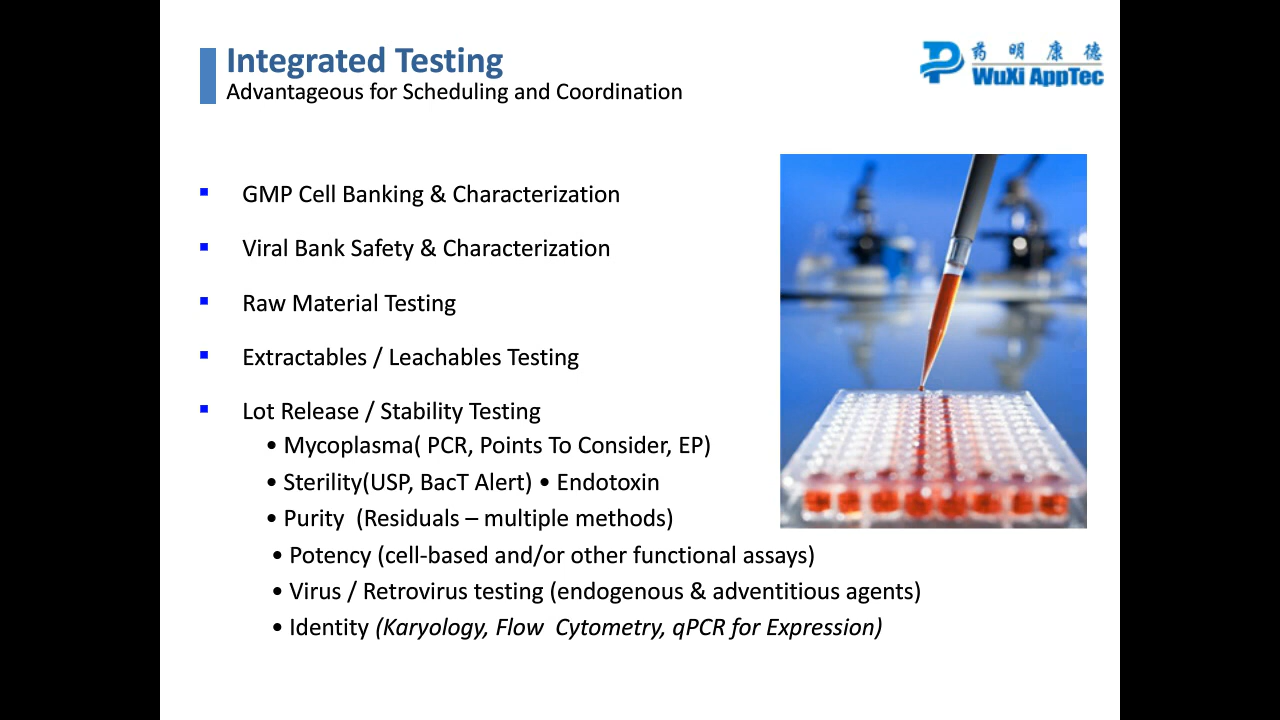 Integrated Testing
Advantageous for Scheduling and Coordination
药明康德
WuXi AppTec
▪ GMP Cell Banking & Characterization
▪ Viral Bank Safety & Characterization
▪ Raw Material Testing
▪ Extractables / Leachables Testing
▪ Lot Release / Stability Testing
• Mycoplasma( PCR, Points To Consider, EP)
• Sterility(USP, BacT Alert) • Endotoxin
• Purity  (Residuals – multiple methods)
• Potency (cell-based and/or other functional assays)
• Virus / Retrovirus testing (endogenous & adventitious agents)
• Identity (Karyology, Flow  Cytometry, qPCR for Expression)